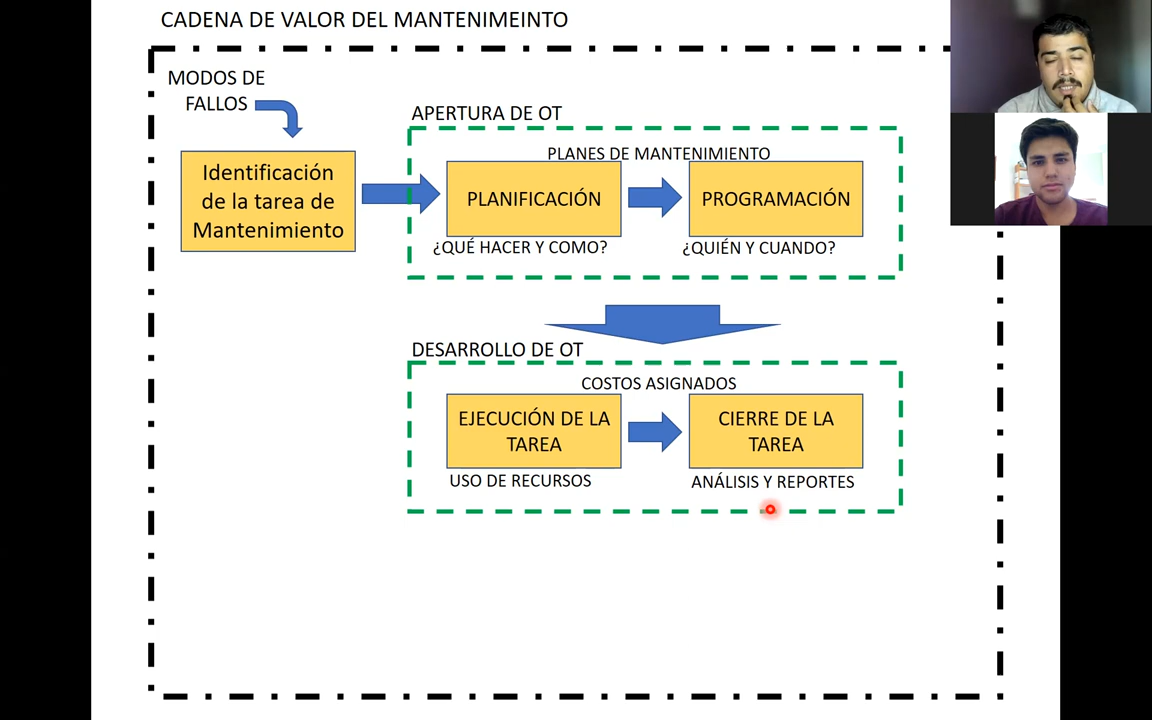 CADENA DE VALOR DEL MANTENIMEINTO
MODOS DE
FALLOS
Identificación
de la tarea de
Mantenimiento
APERTURA DE OT
PLANES DE MANTENIMIENTO
PLANIFICACIÓN
PROGRAMACIÓN
¿QUÉ HACER Y COMO?
¿QUIÉN Y CUANDO?
DESARROLLO DE OT
COSTOS ASIGNADOS
EJECUCIÓN DE LA
TAREA
CIERRE DE LA
TAREA
USO DE RECURSOS
ANÁLISIS Y REPORTES